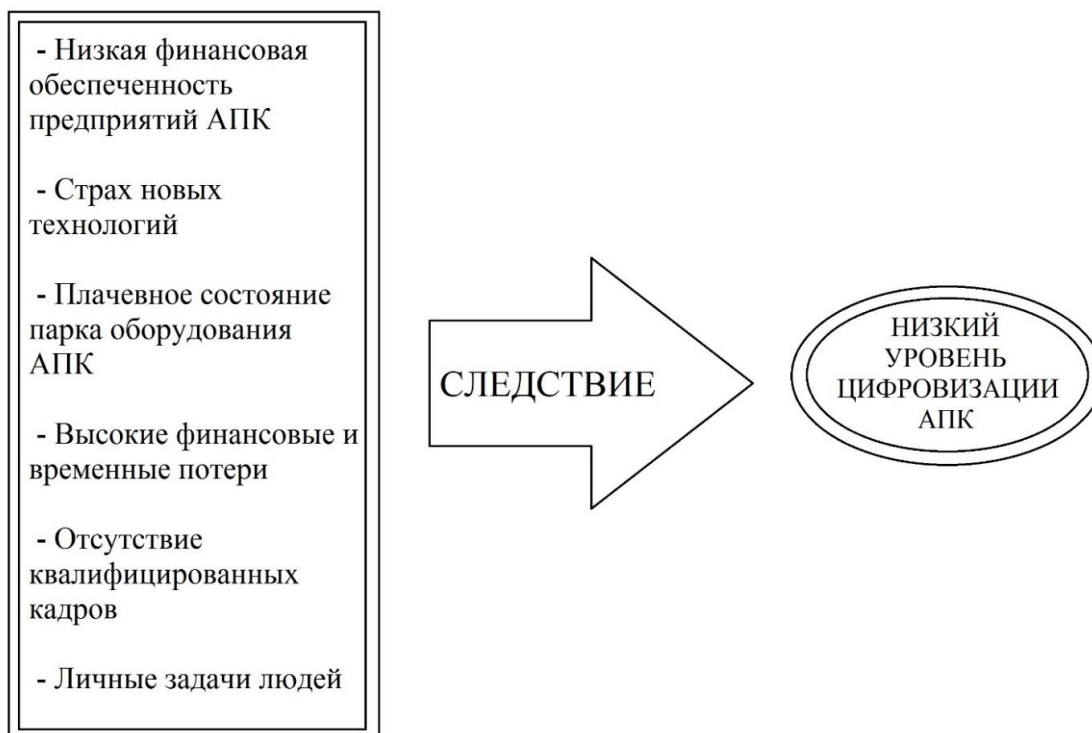 - Низкая финансовая
обеспеченность
предприятий АПК
- Страх новых
технологий
- Плачевное состояние
парка оборудования
АПК
- Высокие финансовые и
временные потери
- Отсутствие
квалифицированных
кадров
- Личные задачи людей
СЛЕДСТВИЕ
НИЗКИЙ
УРОВЕНЬ
ЦИФРОВИЗАЦИИ
АПК